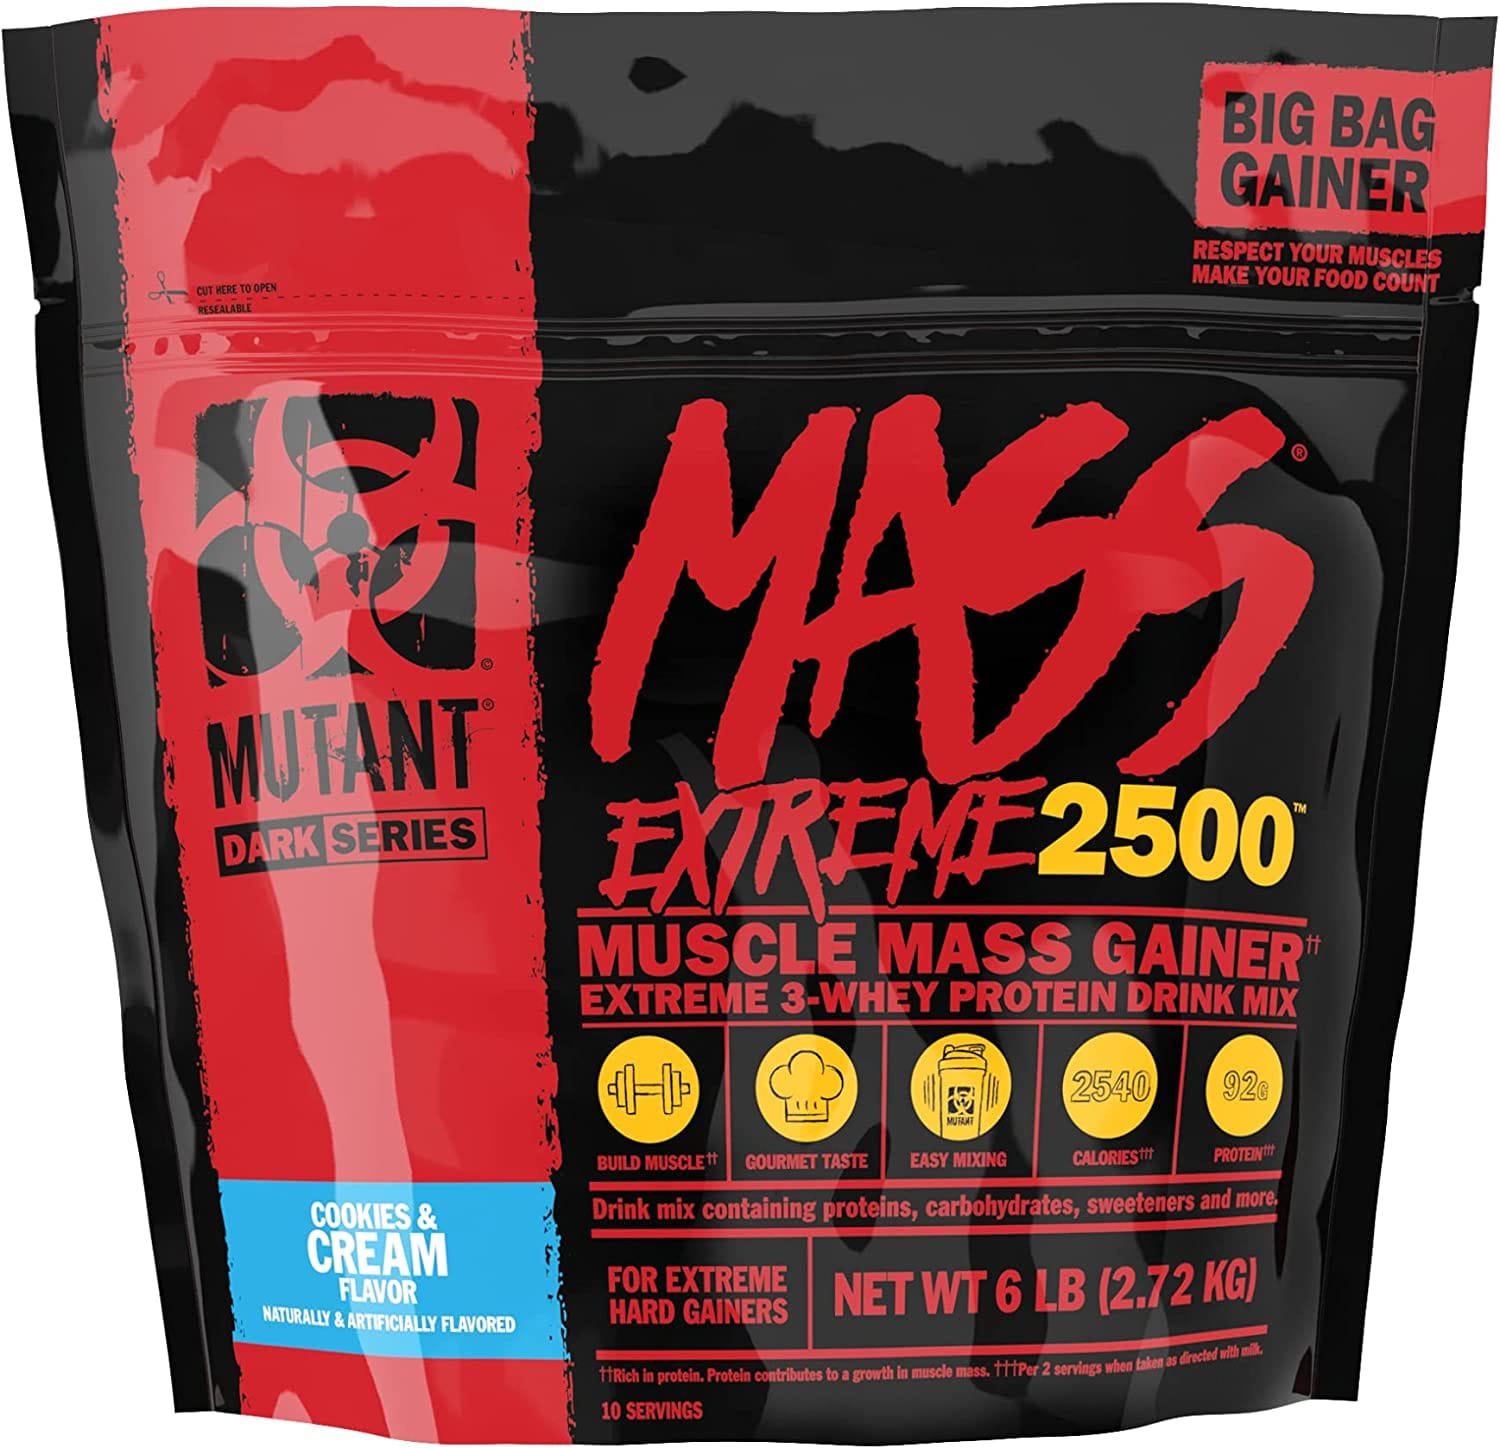 BIG BAG
GAINER
RESPECT YOUR MUSCLES
MAKE YOUR FOOD COUNT
CUT HERE TO OPEN
RESEALABLE
©
MUTANT®
DARK SERIES
MASS®
EXTREME 2500™
MUSCLE MASS GAINER††
EXTREME 3-WHEY PROTEIN DRINK MIX
MUTANT
2540
92G
BUILD MUSCLE††
GOURMET TASTE
EASY MIXING
CALORIES†††
PROTEIN†††
Drink mix containing proteins, carbohydrates, sweeteners and more.
COOKIES &
CREAM
FLAVOR
NATURALLY & ARTIFICIALLY FLAVORED
FOR EXTREME
HARD GAINERS
NET WT 6 LB (2.72 KG)
††Rich in protein. Protein contributes to a growth in muscle mass. †††Per 2 servings when taken as directed with milk.
10 SERVINGS